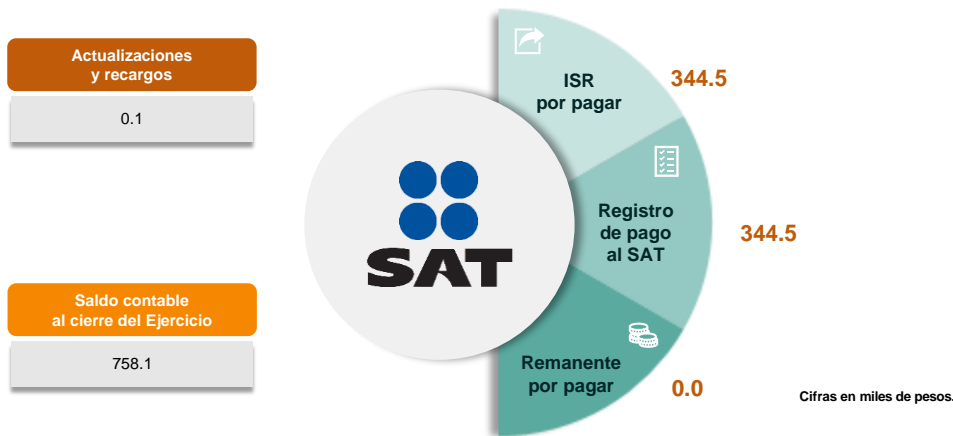 Actualizaciones
y recargos
0.1
Saldo contable
al cierre del Ejercicio
758.1
SAT
ISR
por pagar
344.5
Registro
de pago
al SAT
344.5
Remanente
por pagar
0.0
Cifras en miles de pesos.